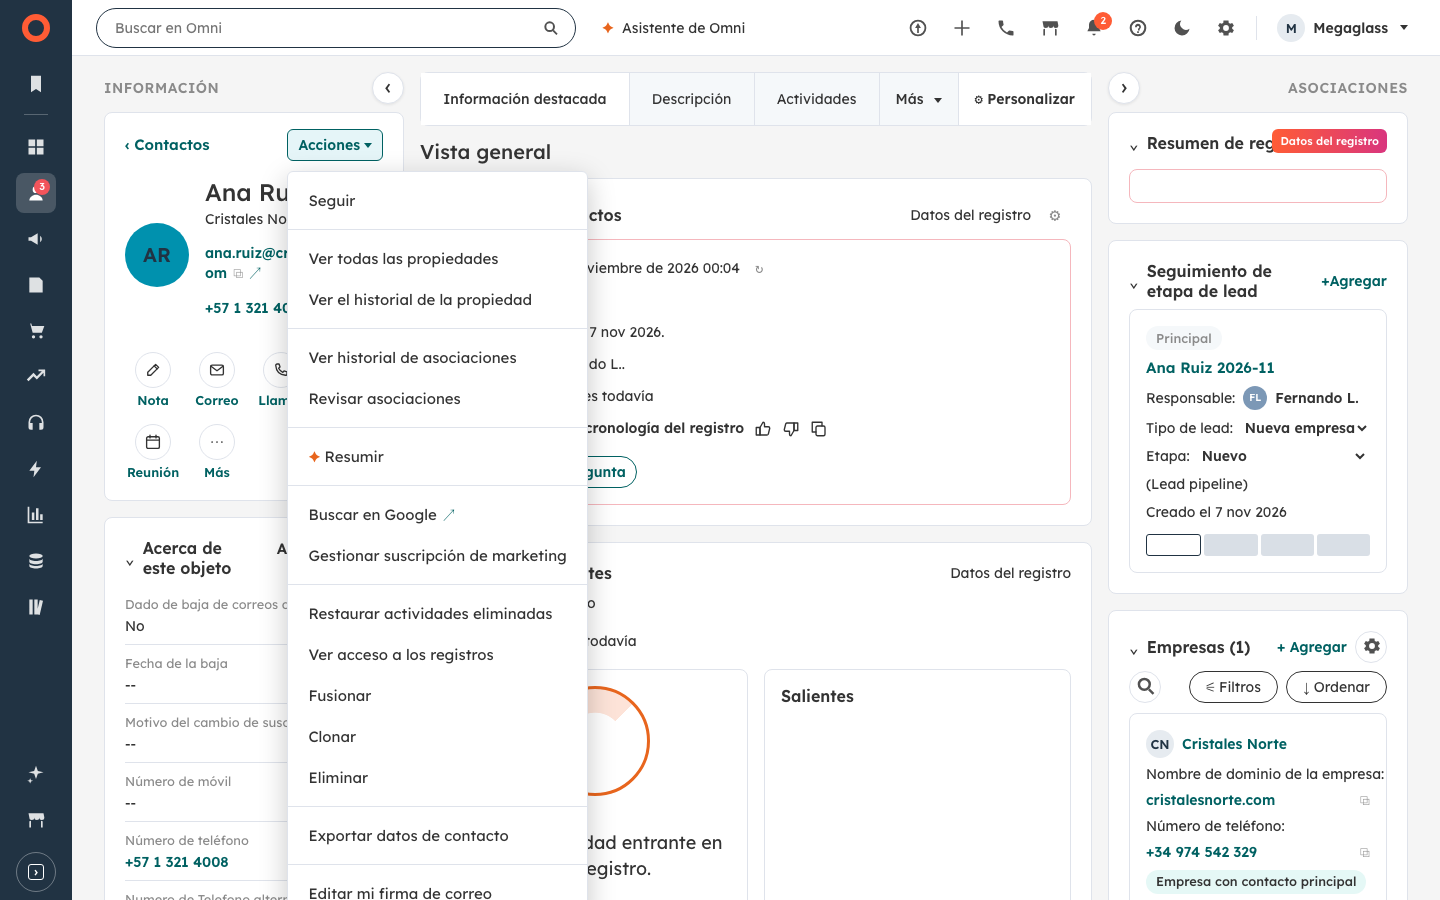 Buscar en Omni
Asistente de Omni
2
M
Megaglass
3
INFORMACIÓN
‹ Contactos
Acciones
Ana Ru
Cristales No
AR
ana.ruiz@cr
om
+57 1 321 40
Nota
Correo
Llam
Reunión
Más
Acerca de
este objeto
A
Dado de baja de correos
No
Fecha de la baja
--
Motivo del cambio de susc
--
Número de móvil
--
Número de teléfono
+57 1 321 4008
Numero de Telefono altern
Seguir
Ver todas las propiedades
Ver el historial de la propiedad
Ver historial de asociaciones
Revisar asociaciones
Resumir
Buscar en Google
Gestionar suscripción de marketing
Restaurar actividades eliminadas
Ver acceso a los registros
Fusionar
Clonar
Eliminar
Exportar datos de contacto
Editar mi firma de correo
Información destacada
Descripción
Actividades
Más
Personalizar
Vista general
ctos
Datos del registro
viembre de 2026 00:04
7 nov 2026.
do L..
es todavía
cronología del registro
gunta
tes
Datos del registro
o
rodavía
dad entrante en
egistro.
Salientes
ASOCIACIONES
Resumen de reg
Datos del registro
Seguimiento de
etapa de lead
+Agregar
Principal
Ana Ruiz 2026-11
Responsable: FL Fernando L.
Tipo de lead: Nueva empresa
Etapa: Nuevo
(Lead pipeline)
Creado el 7 nov 2026
Empresas (1)
+ Agregar
Filtros
↓ Ordenar
CN
Cristales Norte
Nombre de dominio de la empresa:
cristalesnorte.com
Número de teléfono:
+34 974 542 329
Empresa con contacto principal